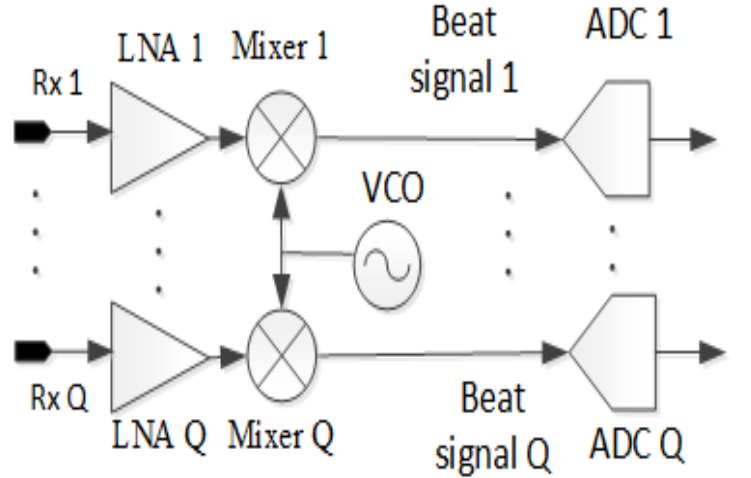 LNA 1
Mixer 1
Beat
signal 1
ADC 1
Rx 1
VCO
Rx Q
LNA Q
Mixer Q
Beat
signal Q
ADC Q